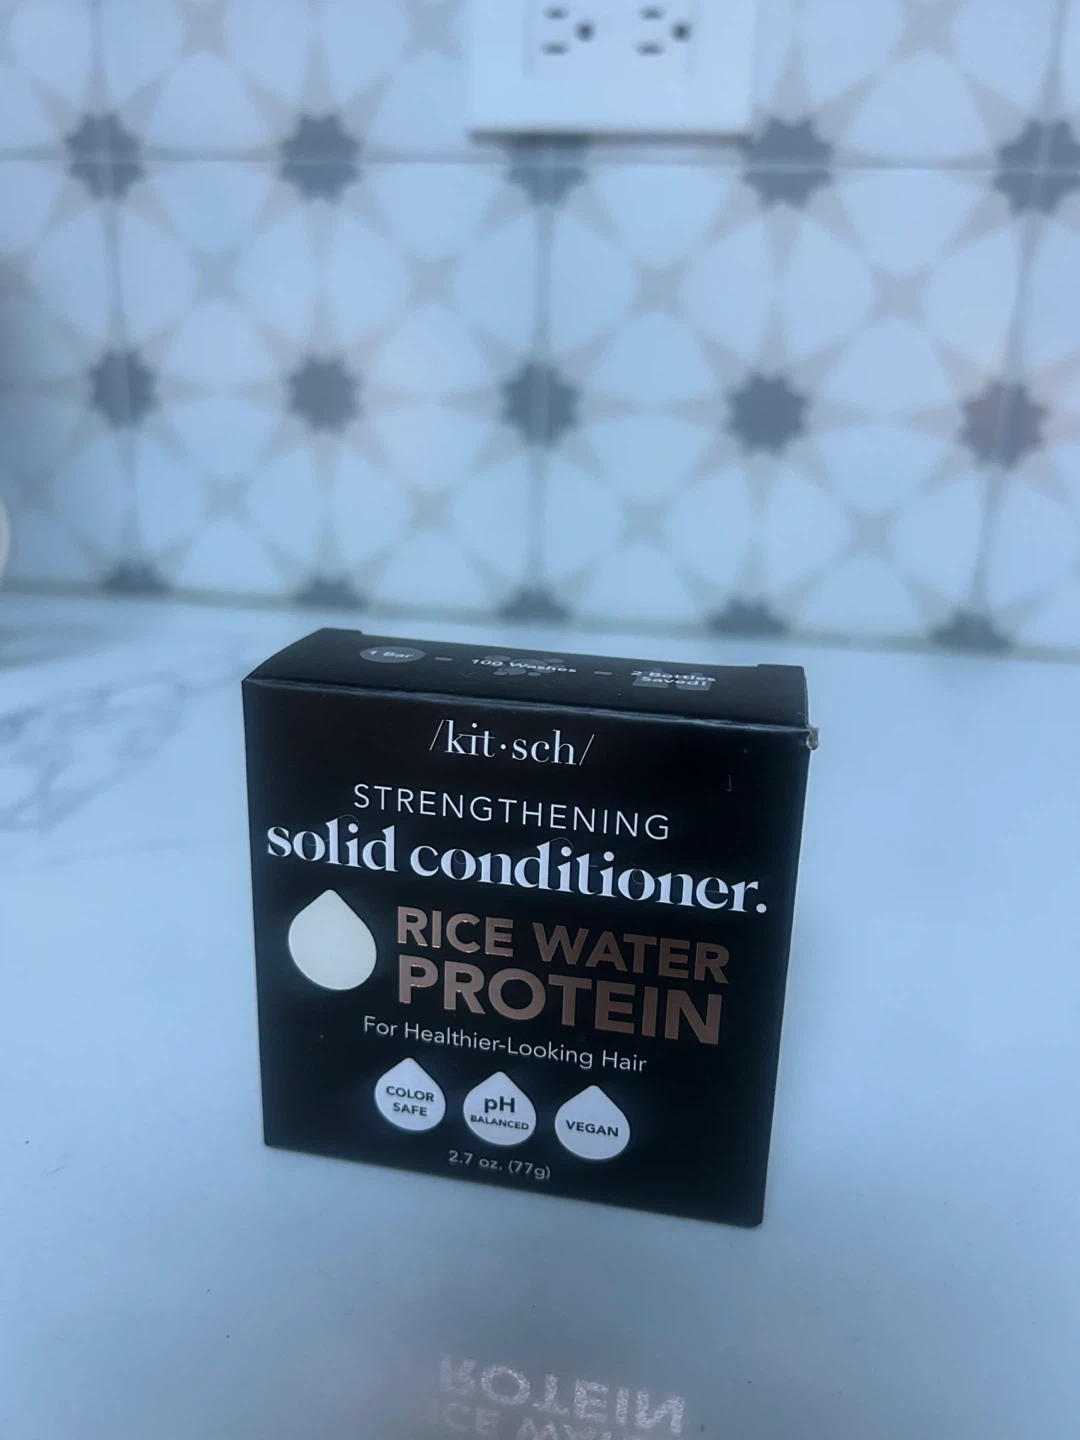 1 Bar - 100 Washes - 2 Bottles
Saved!
/kit·sch/
STRENGTHENING
solid conditioner.
RICE WATER
PROTEIN
For Healthier-Looking Hair
COLOR
SAFE
pH
BALANCED
VEGAN
2.7 oz. (77g)